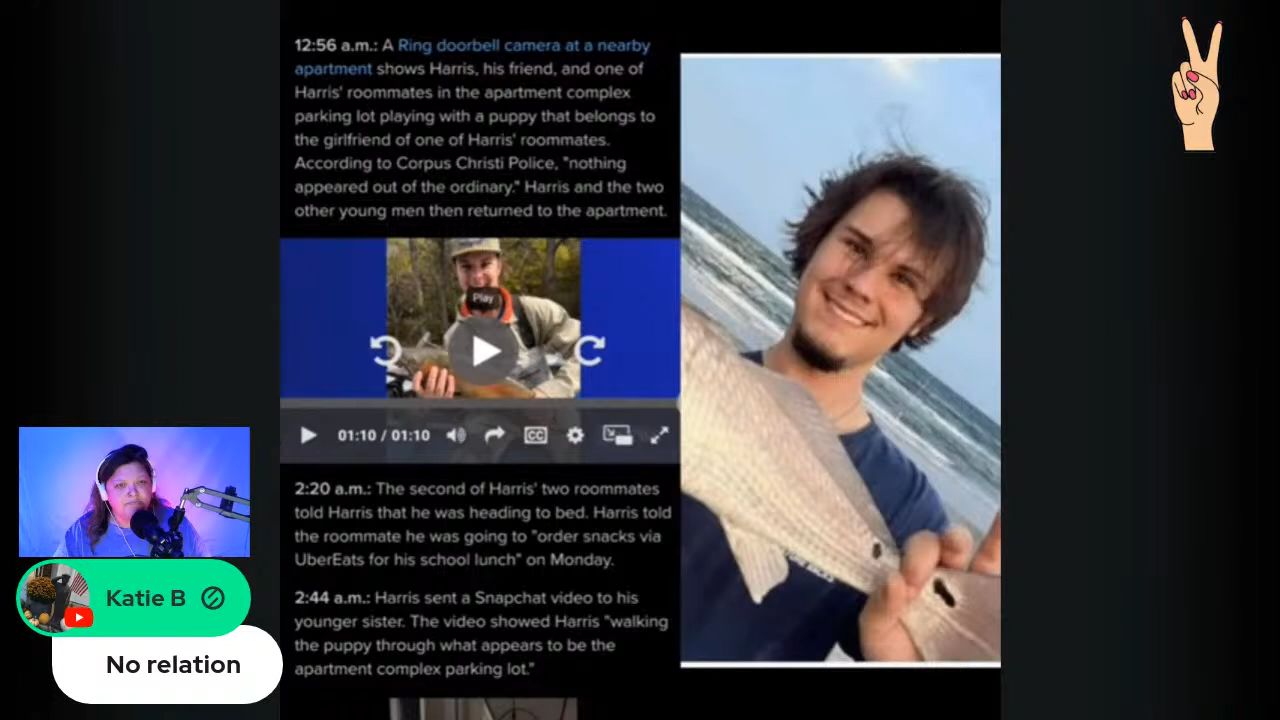 12:56 a.m.: A Ring doorbell camera at a nearby
apartment shows Harris, his friend, and one of
Harris' roommates in the apartment complex
parking lot playing with a puppy that belongs to
the girlfriend of one of Harris' roommates.
According to Corpus Christi Police, "nothing
appeared out of the ordinary." Harris and the two
other young men then returned to the apartment.
Play
01:10 / 01:10
CC
2:20 a.m.: The second of Harris' two roommates
told Harris that he was heading to bed. Harris told
the roommate he was going to "order snacks via
UberEats for his school lunch" on Monday.
2:44 a.m.: Harris sent a Snapchat video to his
younger sister. The video showed Harris "walking
the puppy through what appears to be the
apartment complex parking lot."
Katie B
No relation